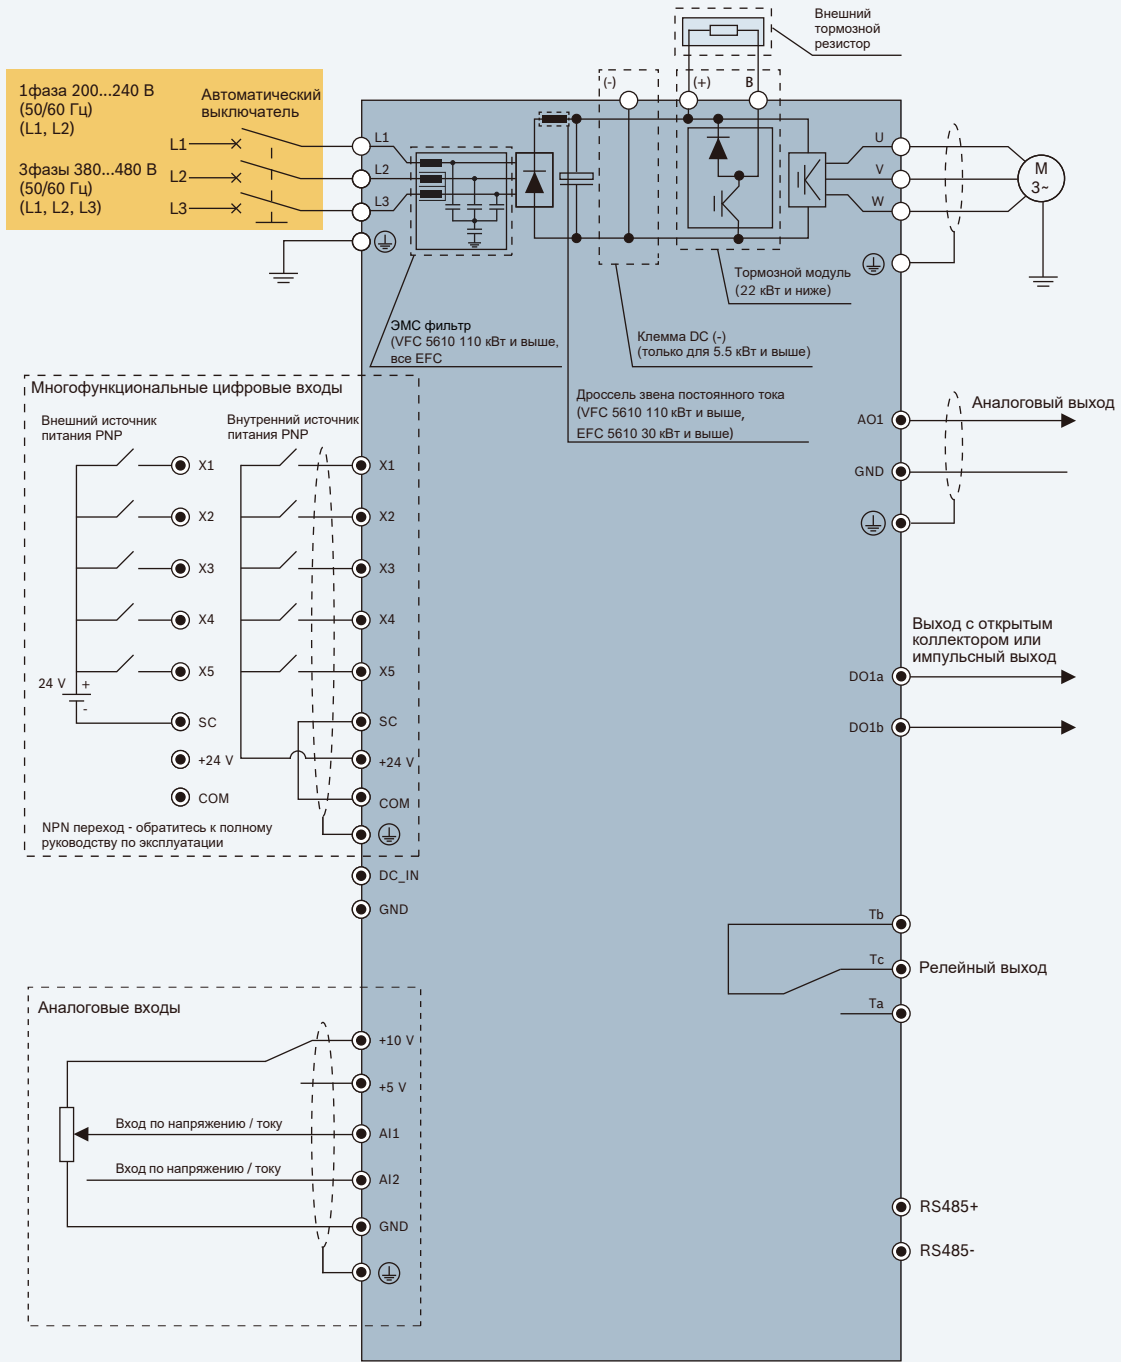 Внешний
тормозной
резистор
1фаза 200...240 В
(50/60 Гц)
(L1, L2)
3фазы 380...480 В
(50/60 Гц)
(L1, L2, L3)
Автоматический
выключатель
L1
L2
L3
L1
L2
L3
(-)
(+)
B
U
V
W
M
3~
Тормозной модуль
(22 кВт и ниже)
ЭМС фильтр
(VFC 5610 110 кВт и выше,
все EFC
Клемма DC (-)
(только для 5.5 кВт и выше)
Дроссель звена постоянного тока
(VFC 5610 110 кВт и выше,
EFC 5610 30 кВт и выше)
Многофункциональные цифровые входы
Внешний источник
питания PNP
Внутренний источник
питания PNP
X1
X2
X3
X4
X5
24 V
+
-
SC
+24 V
COM
X1
X2
X3
X4
X5
SC
+24 V
COM
NPN переход - обратитесь к полному
руководству по эксплуатации
DC_IN
GND
AO1
Аналоговый выход
GND
Выход с открытым
коллектором или
импульсный выход
DO1a
DO1b
Tb
Tc
Релейный выход
Ta
Аналоговые входы
+10 V
+5 V
Вход по напряжению / току
AI1
Вход по напряжению / току
AI2
GND
RS485+
RS485-